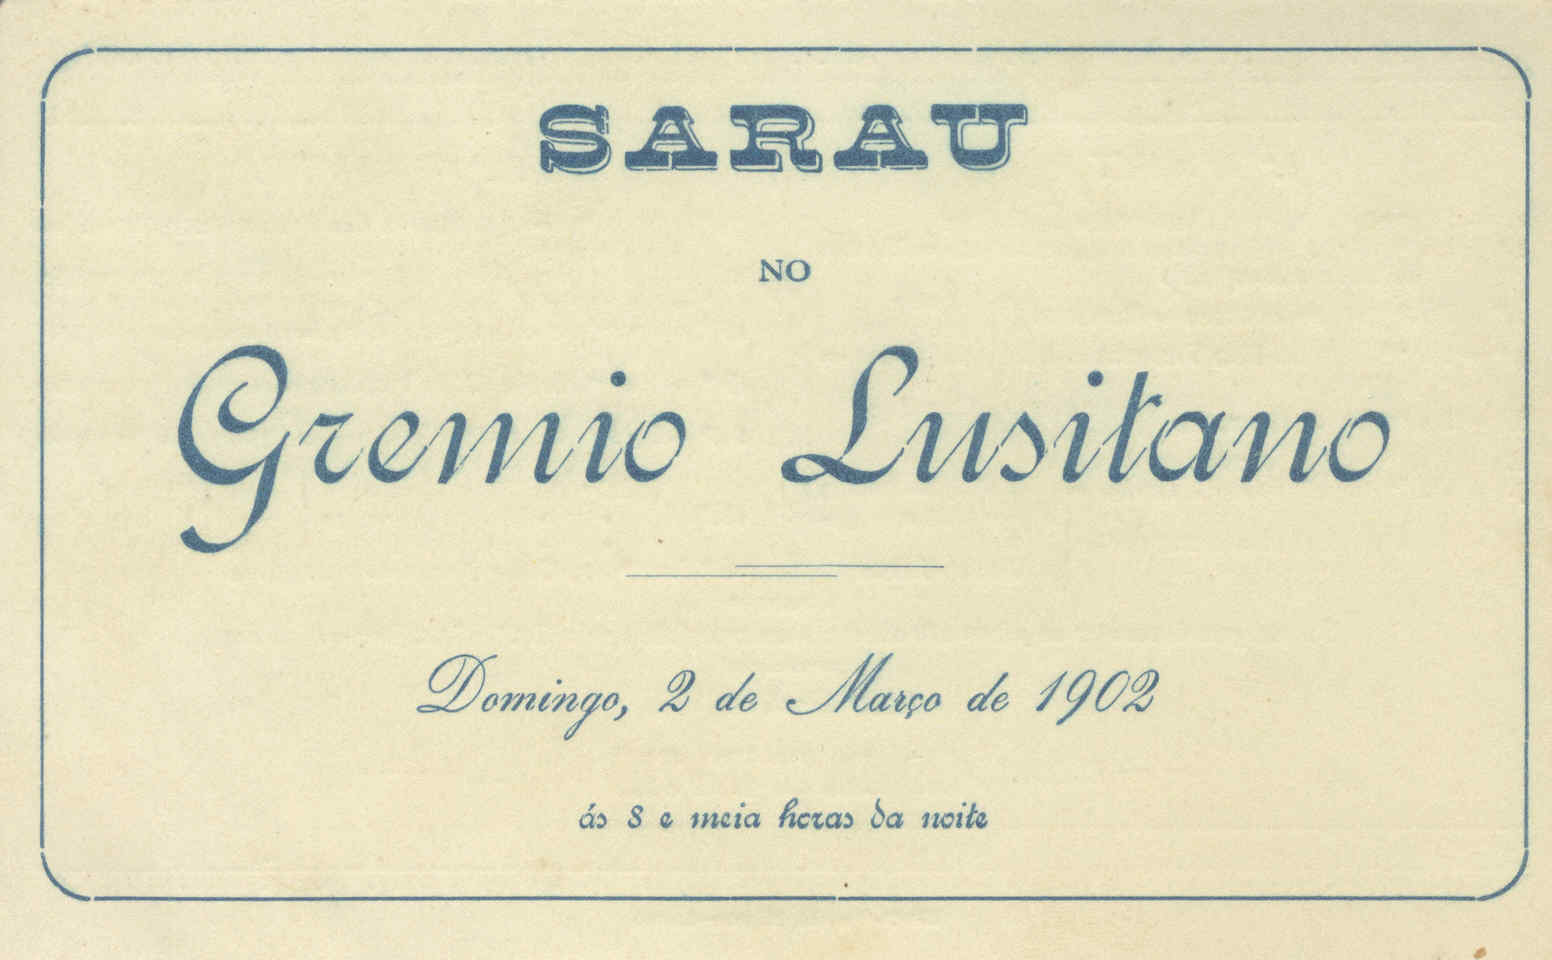 SARAU
NO
Gremio Lusitano
Domingo, 2 de Março de 1902
ás 8 e meia horas da noite